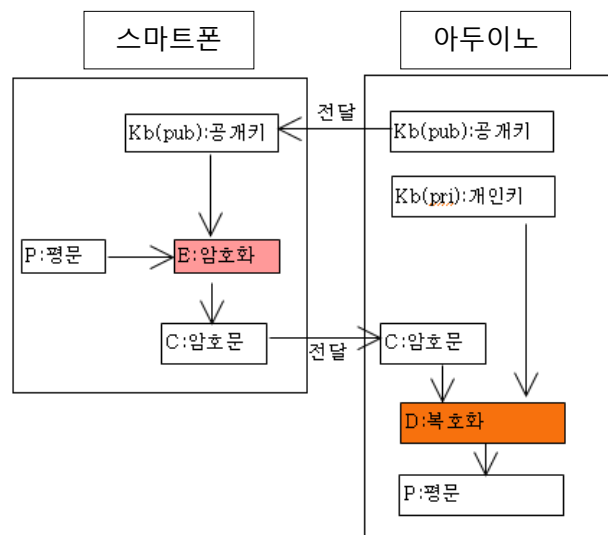 스마트폰
아두이노
전달
Kb(pub):공개키
Kb(pub):공개키
Kb(pri):개인키
P:평문
E:암호화
C:암호문
전달
C:암호문
D:복호화
P:평문